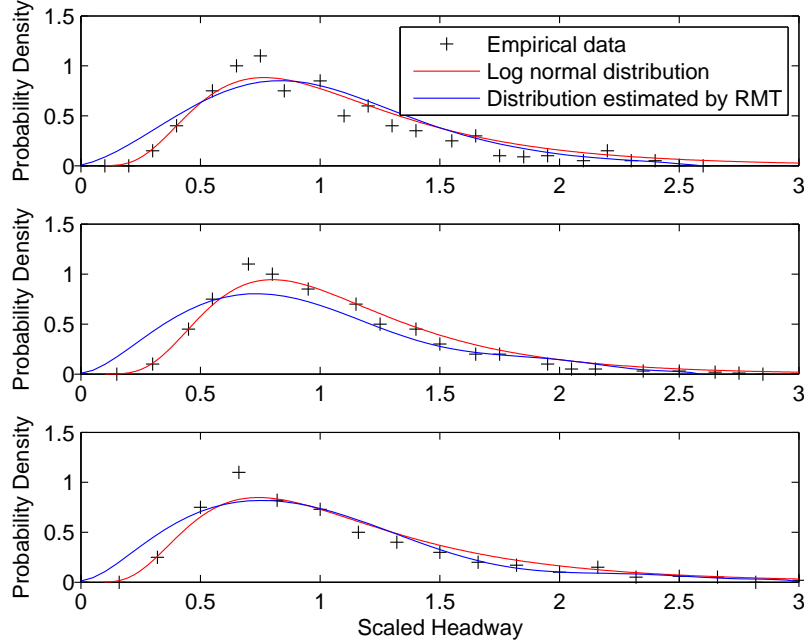 1.5
Empirical data
Log normal distribution
Distribution estimated by RMT
1
0.5
0
Probability Density
0 0.5 1 1.5 2 2.5 3
1.5
1
0.5
0
Probability Density
0 0.5 1 1.5 2 2.5 3
1.5
1
0.5
0
Probability Density
0 0.5 1 1.5 2 2.5 3
Scaled Headway